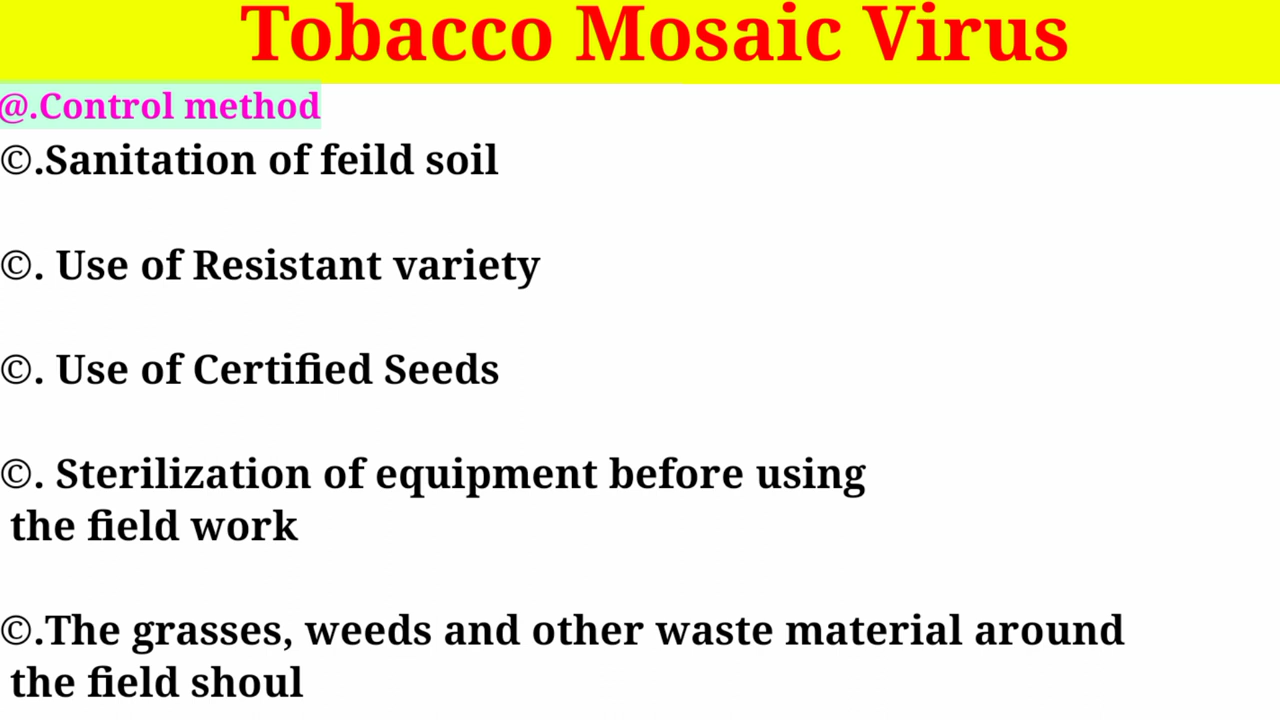 Tobacco Mosaic Virus
@.Control method
©.Sanitation of feild soil
©. Use of Resistant variety
©. Use of Certified Seeds
©. Sterilization of equipment before using
the field work
©.The grasses, weeds and other waste material around
the field shoul